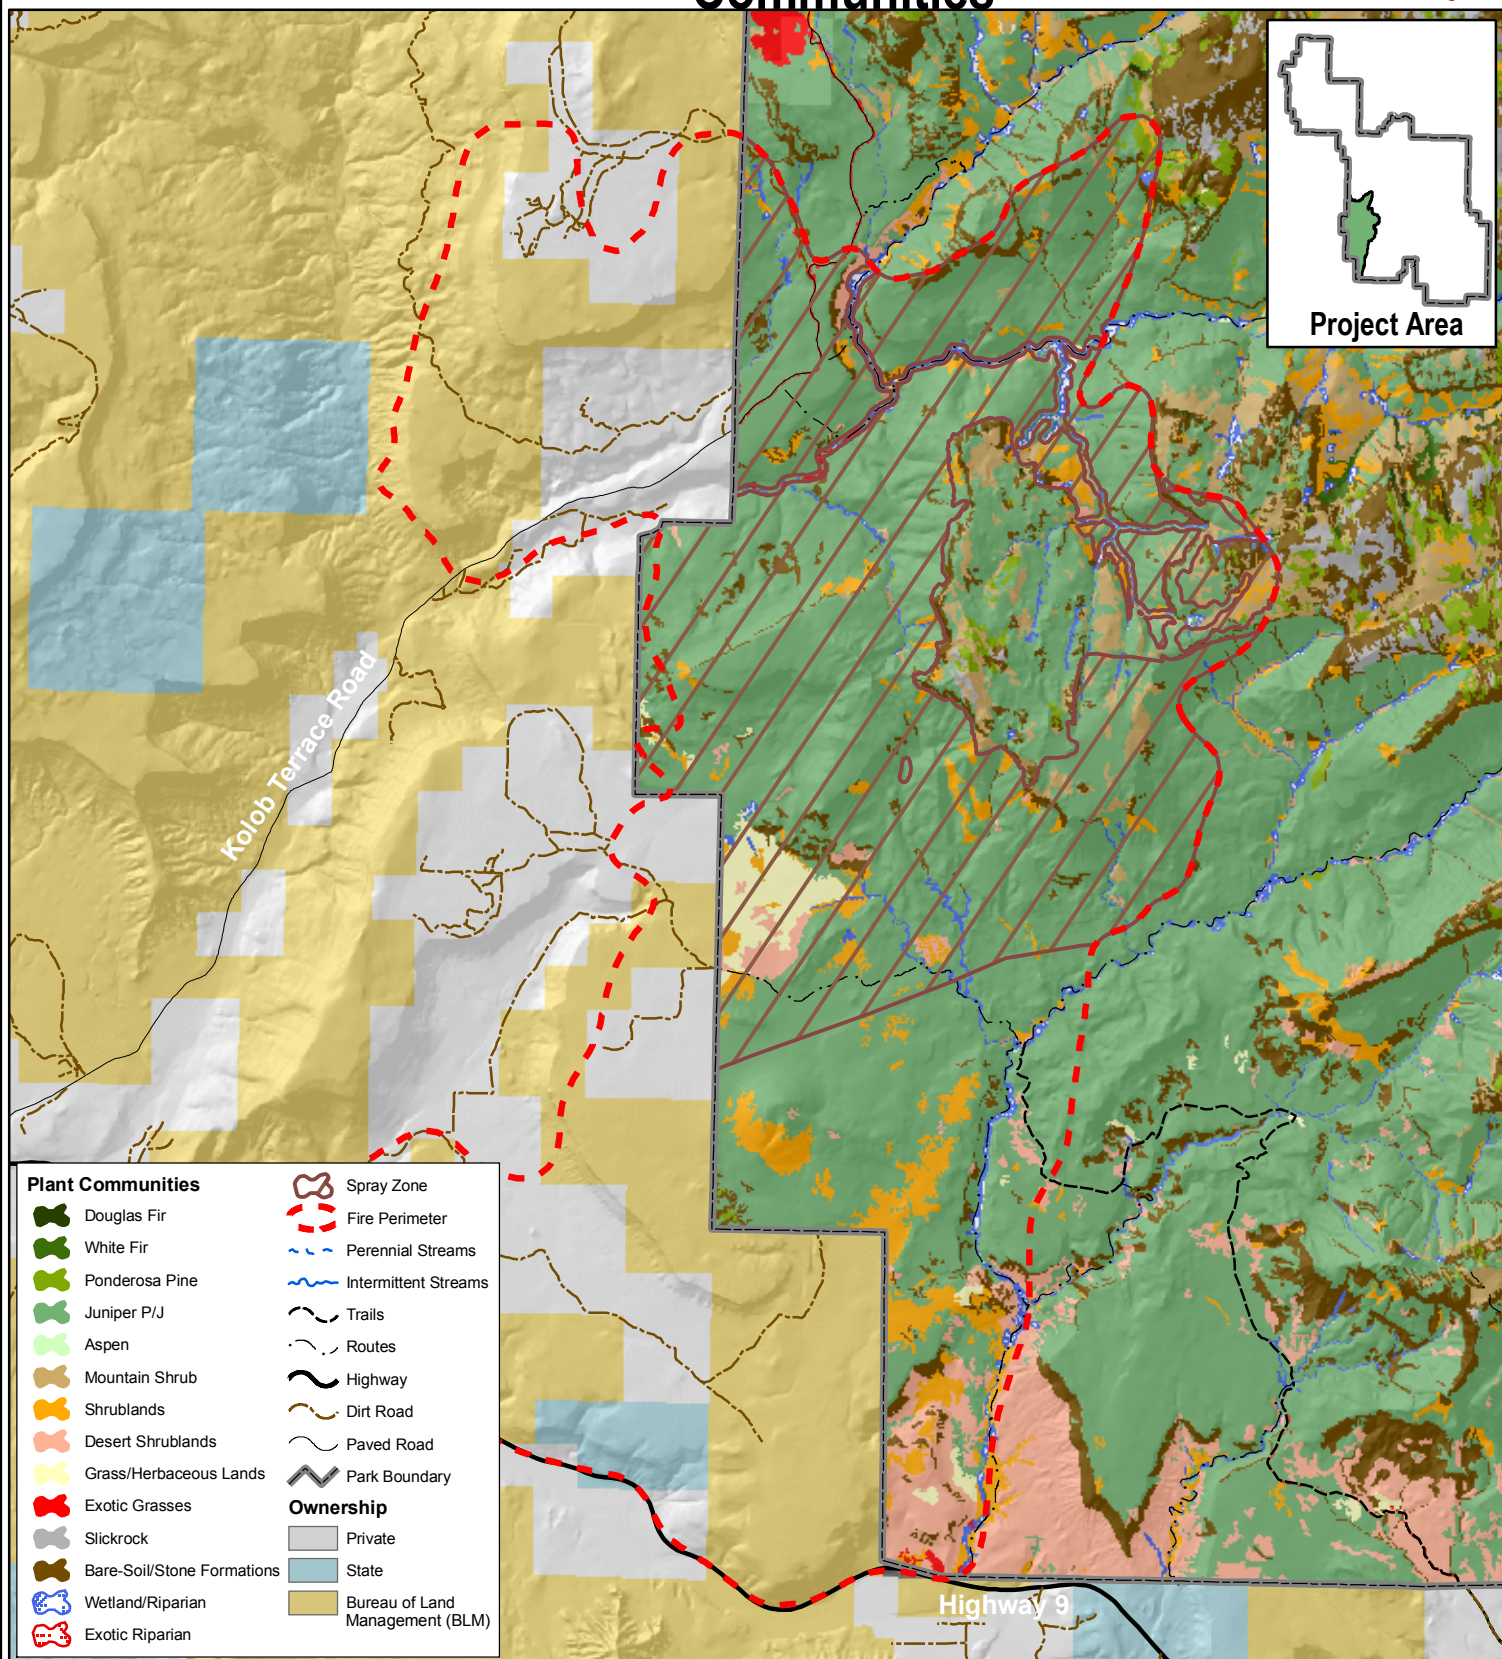 Communities
Project Area
Kolob Terrace Road
Highway 9
Plant Communities
Douglas Fir
White Fir
Ponderosa Pine
Juniper P/J
Aspen
Mountain Shrub
Shrublands
Desert Shrublands
Grass/Herbaceous Lands
Exotic Grasses
Slickrock
Bare-Soil/Stone Formations
Wetland/Riparian
Exotic Riparian
Spray Zone
Fire Perimeter
Perennial Streams
Intermittent Streams
Trails
Routes
Highway
Dirt Road
Paved Road
Park Boundary
Ownership
Private
State
Bureau of Land
Management (BLM)